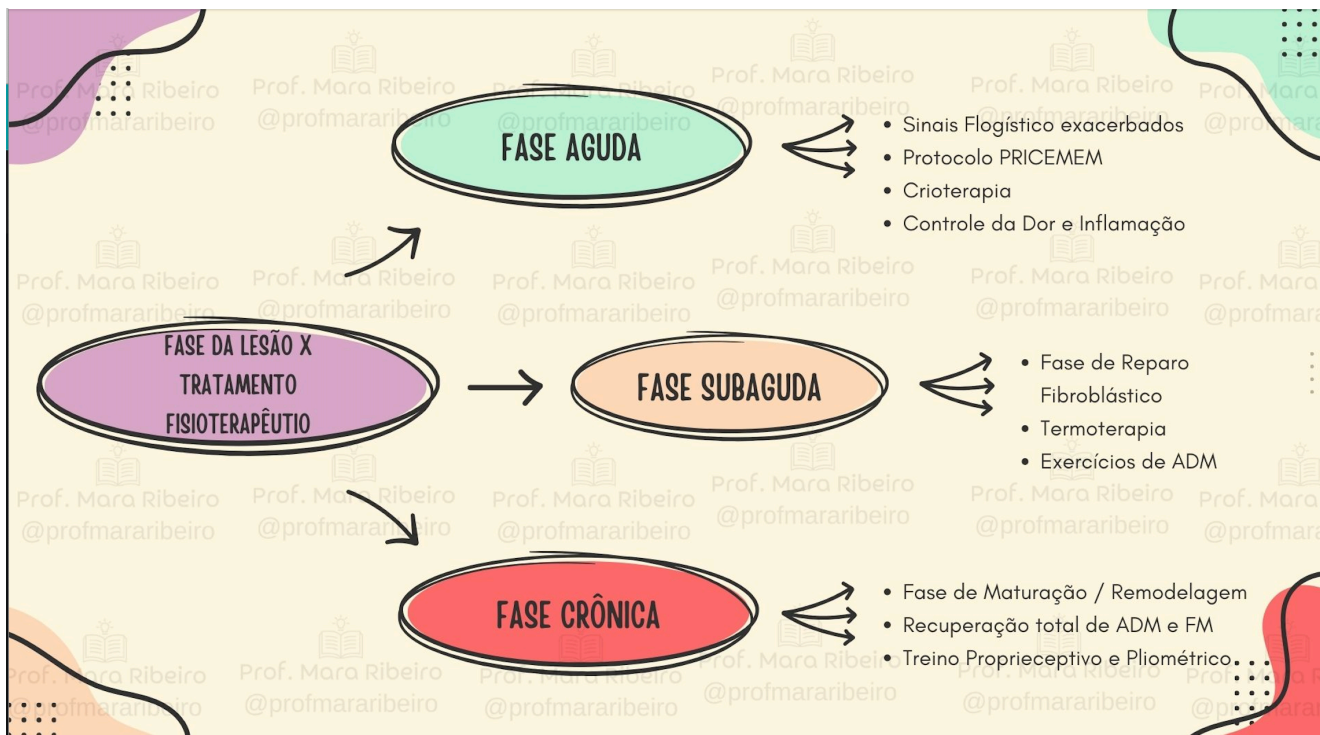 FASE AGUDA
• Sinais Flogístico exacerbados
• Protocolo PRICEMEM
• Crioterapia
• Controle da Dor e Inflamação
FASE DA LESÃO X
TRATAMENTO
FISIOTERAPÊUTIO
FASE SUBAGUDA
• Fase de Reparo
Fibroblástico
• Termoterapia
• Exercícios de ADM
FASE CRÔNICA
• Fase de Maturação / Remodelagem
• Recuperação total de ADM e FM
• Treino Proprieceptivo e Pliométrico
Prof. Mara Ribeiro
@profmararibeiro